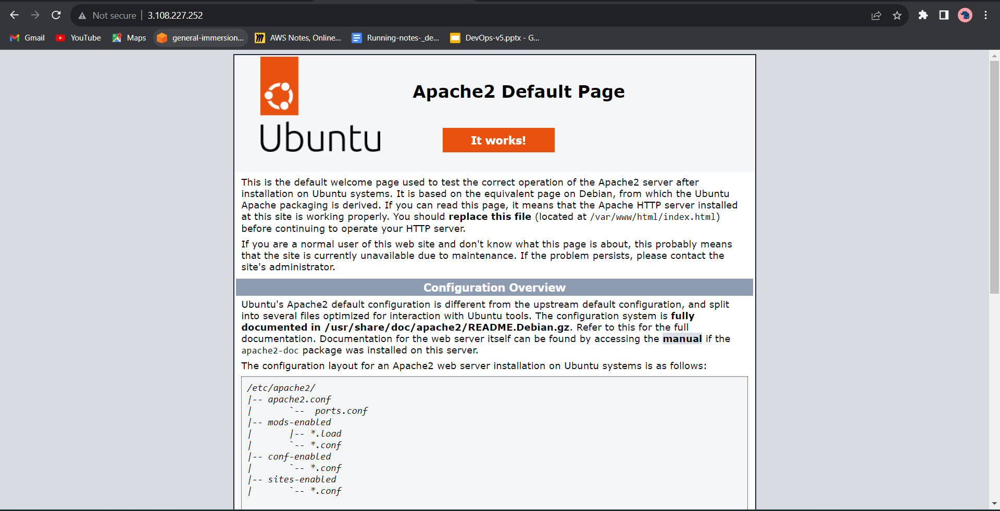 Not secure 3.108.227.252
Gmail YouTube Maps general-immersion... AWS Notes, Online... Running-notes-_de... DevOps-v5.pptx - G...
Apache2 Default Page
Ubuntu
It works!
This is the default welcome page used to test the correct operation of the Apache2 server after
installation on Ubuntu systems. It is based on the equivalent page on Debian, from which the Ubuntu
Apache packaging is derived. If you can read this page, it means that the Apache HTTP server installed
at this site is working properly. You should replace this file (located at /var/www/html/index.html)
before continuing to operate your HTTP server.
If you are a normal user of this web site and don't know what this page is about, this probably means
that the site is currently unavailable due to maintenance. If the problem persists, please contact the
site's administrator.
Configuration Overview
Ubuntu's Apache2 default configuration is different from the upstream default configuration, and split
into several files optimized for interaction with Ubuntu tools. The configuration system is fully
documented in /usr/share/doc/apache2/README.Debian.gz. Refer to this for the full
documentation. Documentation for the web server itself can be found by accessing the manual if the
apache2-doc package was installed on this server.
The configuration layout for an Apache2 web server installation on Ubuntu systems is as follows:
/etc/apache2/
|-- apache2.conf
|       `--  ports.conf
|-- mods-enabled
|       |-- *.load
|       `-- *.conf
|-- conf-enabled
|       `-- *.conf
|-- sites-enabled
|       `-- *.conf